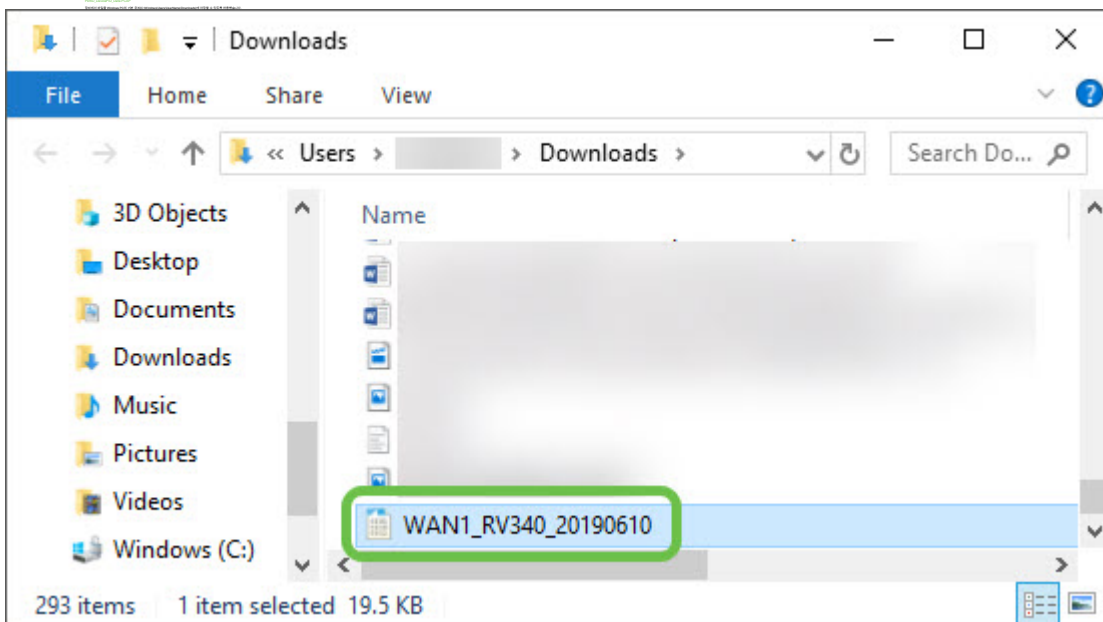 Downloads
File Home Share View
« Users > > Downloads >
Search Do...
Name
3D Objects
Desktop
Documents
Downloads
Music
Pictures
Videos
Windows (C:)
WAN1_RV340_20190610
293 items 1 item selected 19.5 KB